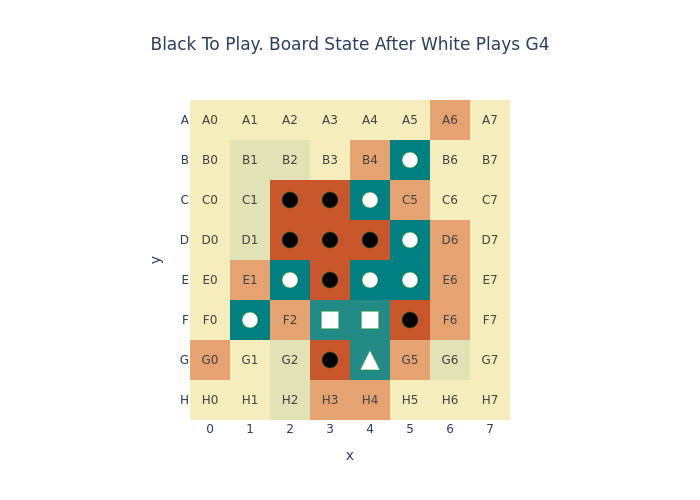 Black To Play. Board State After White Plays G4
A A0 A1 A2 A3 A4 A5 A6 A7
B B0 B1 B2 B3 B4 B6 B7
C C0 C1 C5 C6 C7
D D0 D1 D6 D7
y
E E0 E1 E6 E7
F F0 F2 F6 F7
G G0 G1 G2 G5 G6 G7
H H0 H1 H2 H3 H4 H5 H6 H7
0 1 2 3 4 5 6 7
x